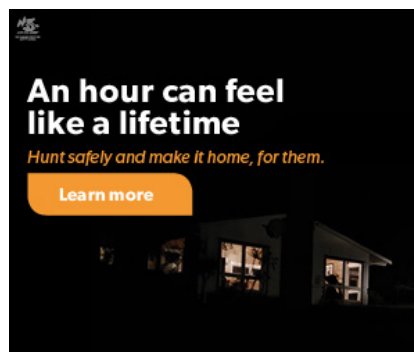 An hour can feel
like a lifetime
Hunt safely and make it home, for them.
Learn more